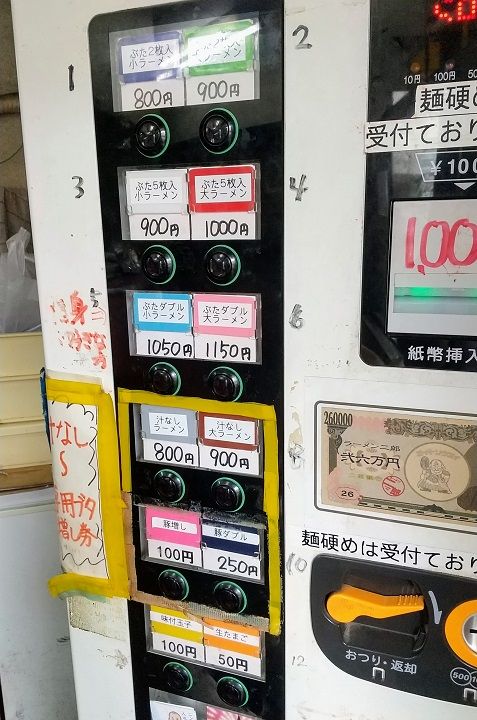 1
ぶた2枚入
小ラーメン
800円
ラーメン
900円
2
3
ぶた5枚入
小ラーメン
900円
ぶた5枚入
大ラーメン
1000円
4
ぶたダブル
小ラーメン
1050円
ぶたダブル
大ラーメン
1150円
6
汁なし
ラーメン
800円
汁なし
大ラーメン
900円
汁なし
～
豚増し
100円
豚ダブル
250円
増し券
味付玉子
100円
生たまご
50円
10
12
10円 100円 50
麺硬め
受付ておりま
¥100
1,00
紙幣挿入
260000
ラーメン二郎
弐六万円
26
麺硬めは受付ており
おつり・返却
500